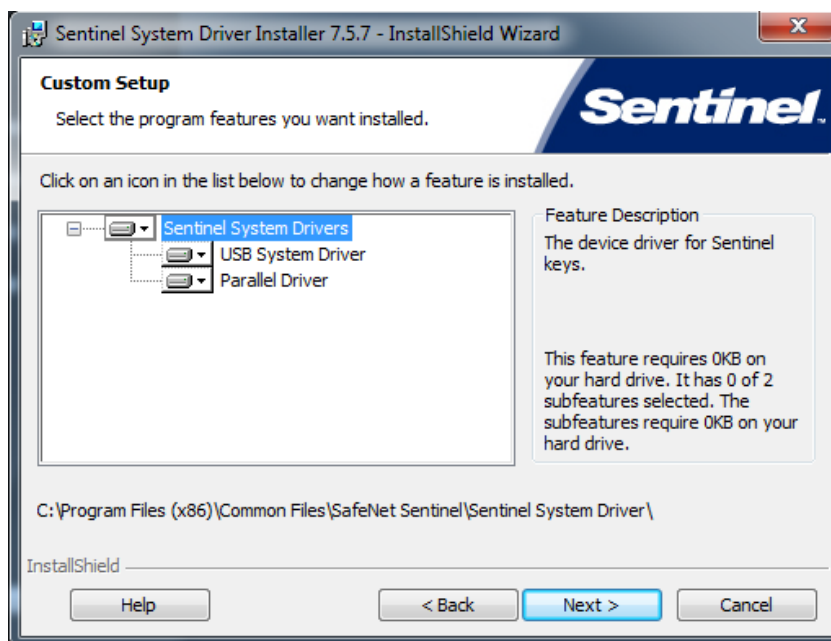 Sentinel System Driver Installer 7.5.7 - InstallShield Wizard
Custom Setup
Select the program features you want installed.
Sentinel™
Click on an icon in the list below to change how a feature is installed.
Sentinel System Drivers
USB System Driver
Parallel Driver
Feature Description
The device driver for Sentinel
keys.
This feature requires 0KB on
your hard drive. It has 0 of 2
subfeatures selected. The
subfeatures require 0KB on your
hard drive.
C:\Program Files (x86)\Common Files\SafeNet Sentinel\Sentinel System Driver\
InstallShield
Help
< Back
Next >
Cancel